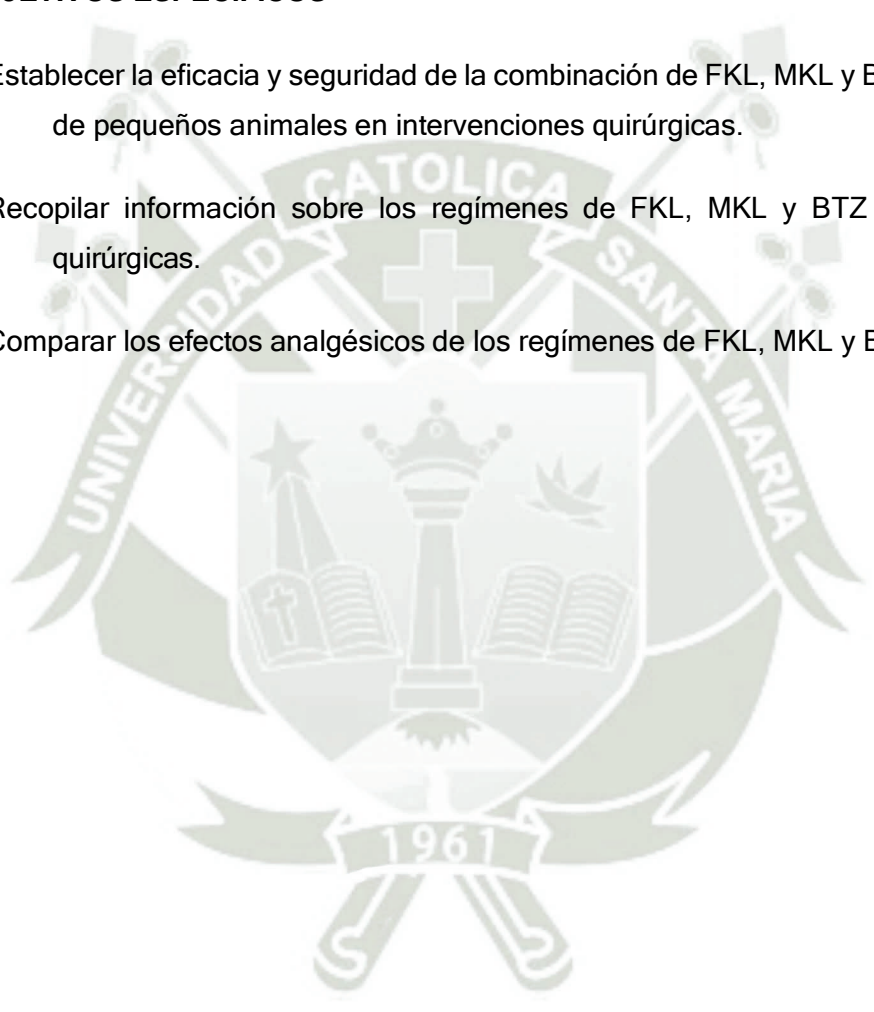 Establecer la eficacia y seguridad de la combinación de FKL, MKL y
de pequeños animales en intervenciones quirúrgicas.
Recopilar información sobre los regímenes de FKL, MKL y BTZ
quirúrgicas.
Comparar los efectos analgésicos de los regímenes de FKL, MKL y
UNIVERSIDAD CATOLICA SANTA MARIA
1961